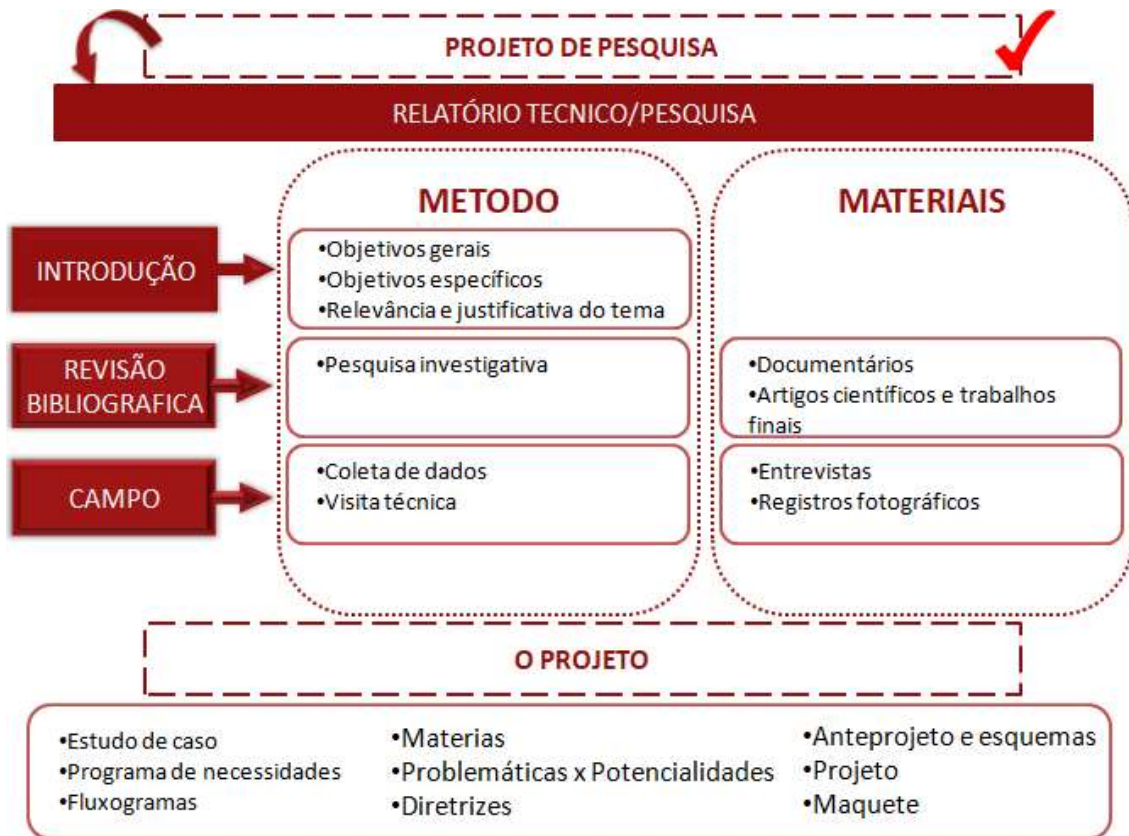 PROJETO DE PESQUISA
RELATÓRIO TECNICO/PESQUISA
METODO
MATERIAIS
INTRODUÇÃO
•Objetivos gerais
•Objetivos específicos
•Relevância e justificativa do tema
REVISÃO
BIBLIOGRAFICA
•Pesquisa investigativa
•Documentários
•Artigos científicos e trabalhos
finais
CAMPO
•Coleta de dados
•Visita técnica
•Entrevistas
•Registros fotográficos
O PROJETO
•Estudo de caso
•Programa de necessidades
•Fluxogramas
•Materias
•Problemáticas x Potencialidades
•Diretrizes
•Anteprojeto e esquemas
•Projeto
•Maquete